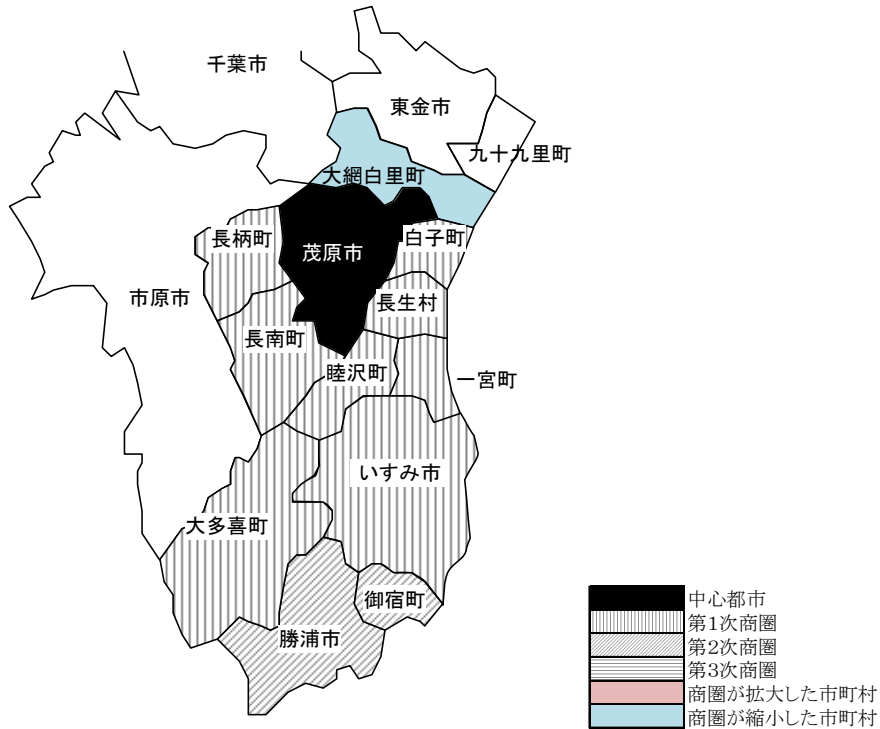 千葉市
東金市
九十九里町
大網白里町
長柄町
茂原市
白子町
市原市
長生村
長南町
睦沢町
一宮町
いすみ市
大多喜町
御宿町
勝浦市
中心都市
第1次商圏
第2次商圏
第3次商圏
商圏が拡大した市町村
商圏が縮小した市町村